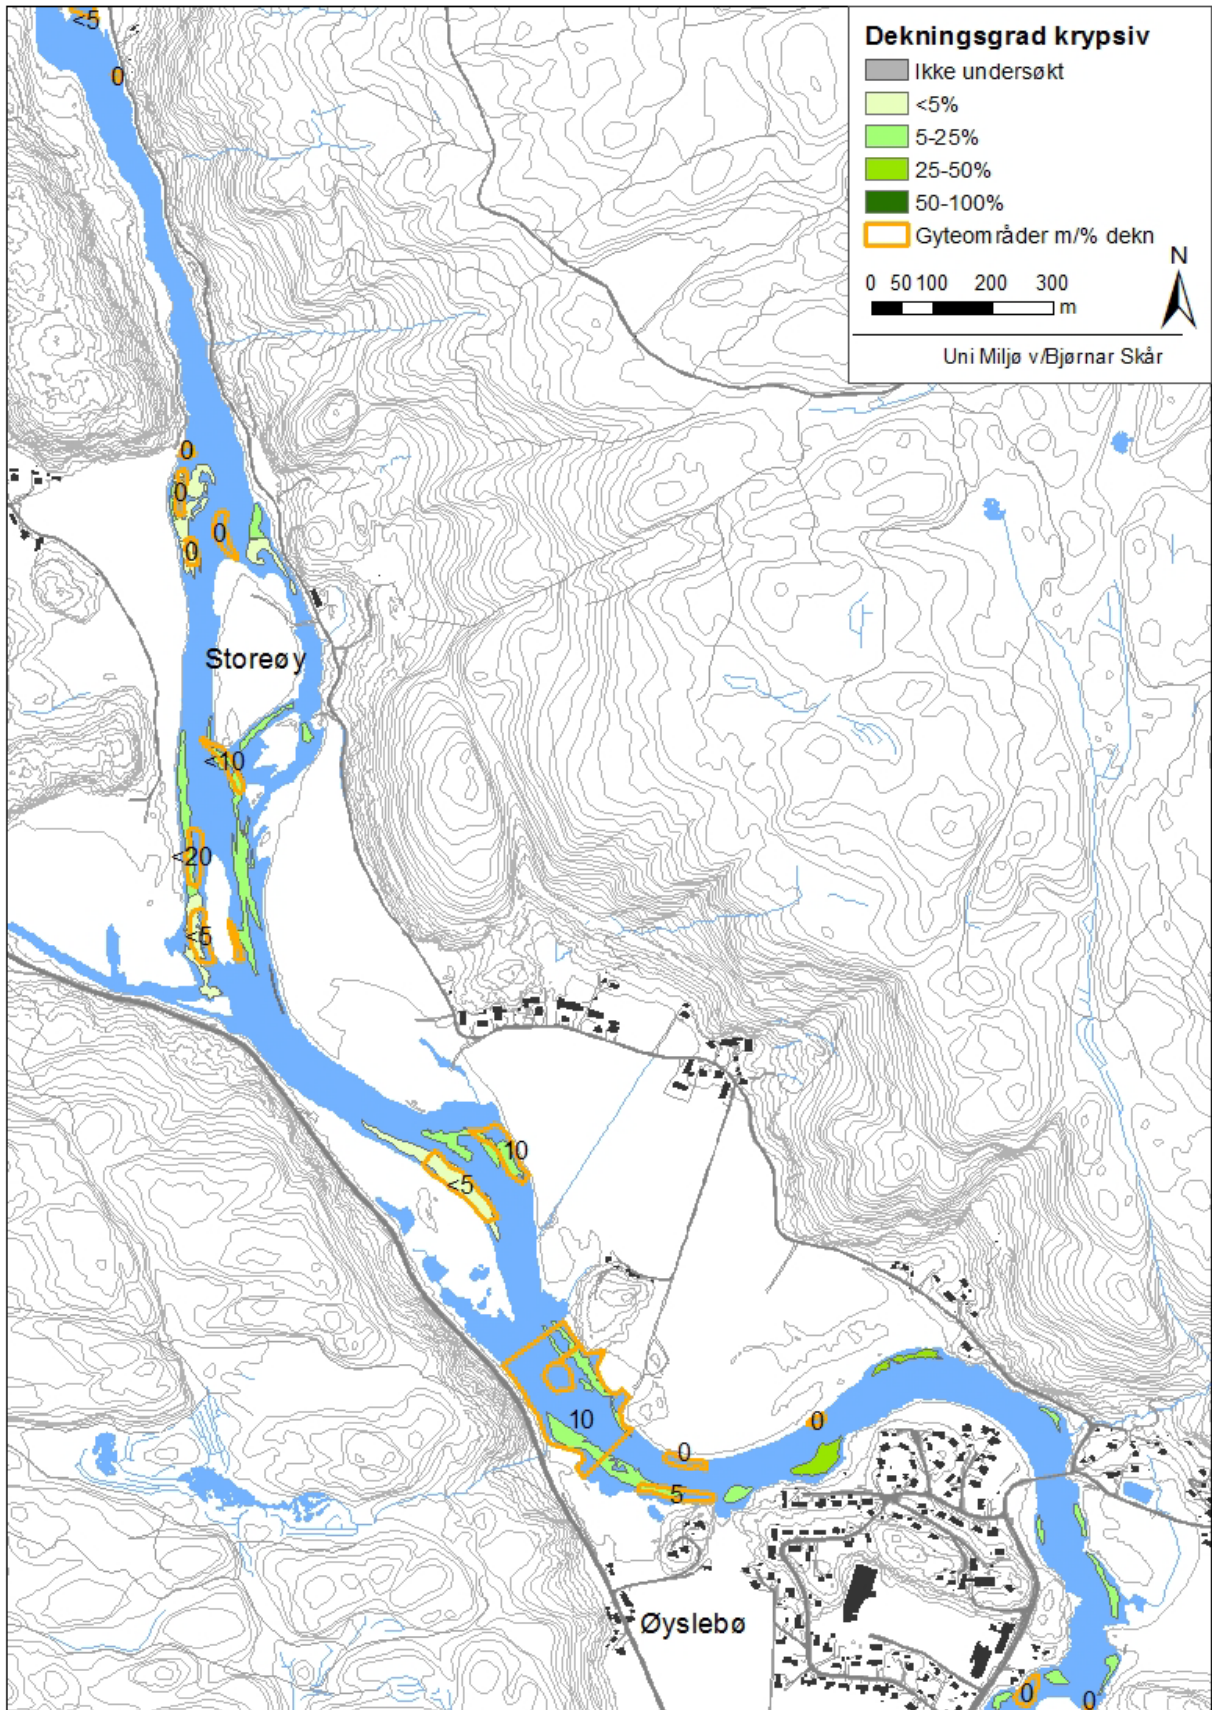 Dekningsgrad krypsiv
Ikke undersøkt
<5%
5-25%
25-50%
50-100%
Gyteområder m/% dekn
N
0 50 100 200 300
m
Uni Miljø v/Bjørnar Skår
<5
0
0
0
0
0
Storeøy
<10
<20
<5
10
<5
10
0
0
5
Øyslebø
0
0